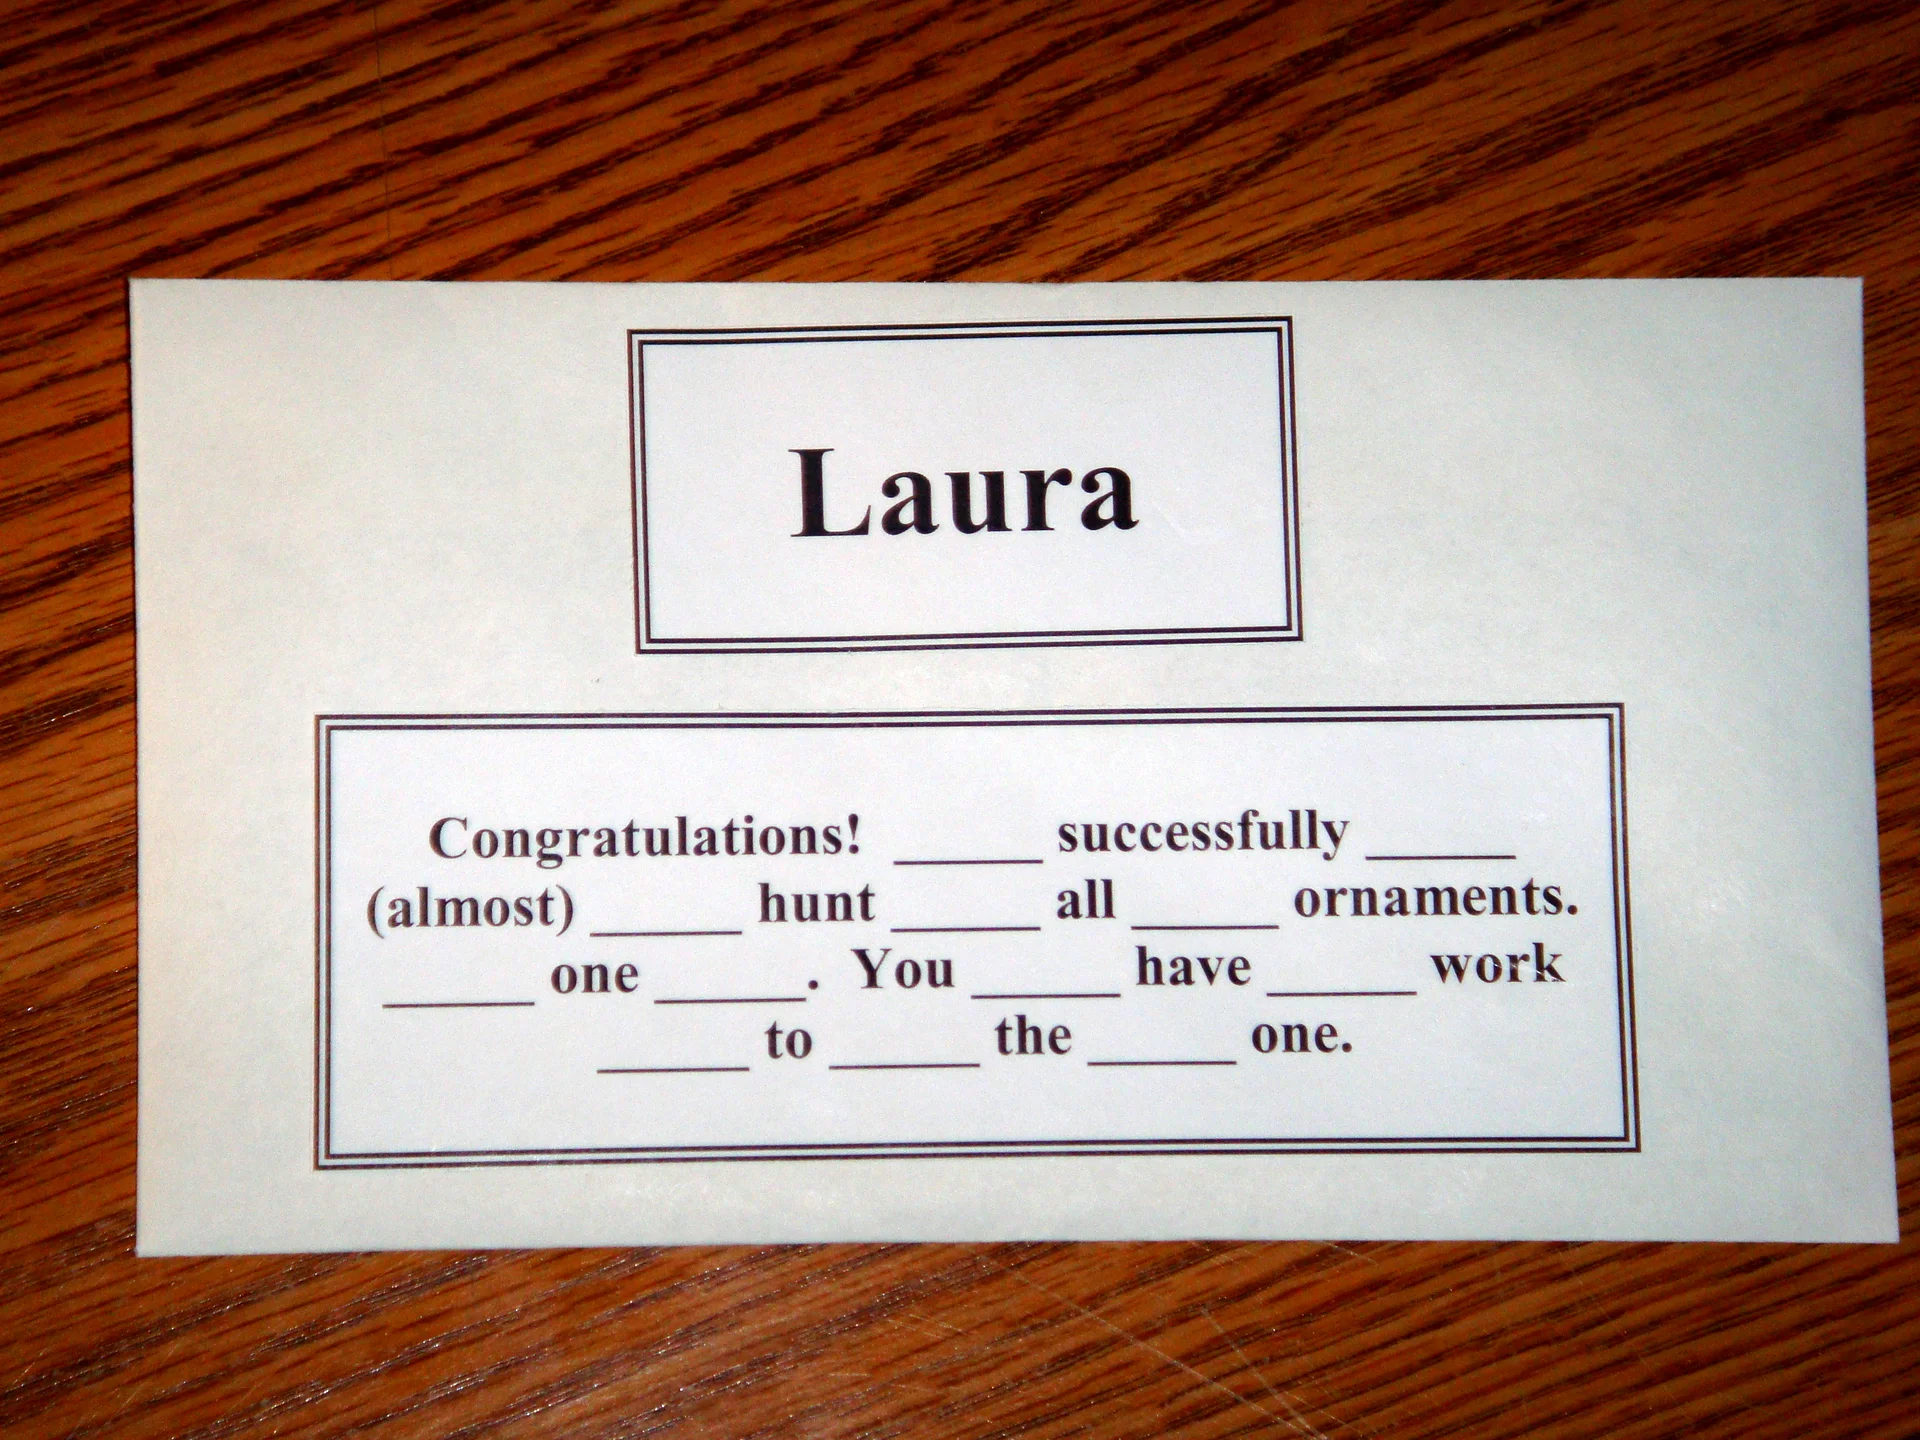 Laura
Congratulations! _____ successfully _____
(almost) _____ hunt _____ all _____ ornaments.
_____ one _____. You _____ have _____ work
_____ to _____ the _____ one.